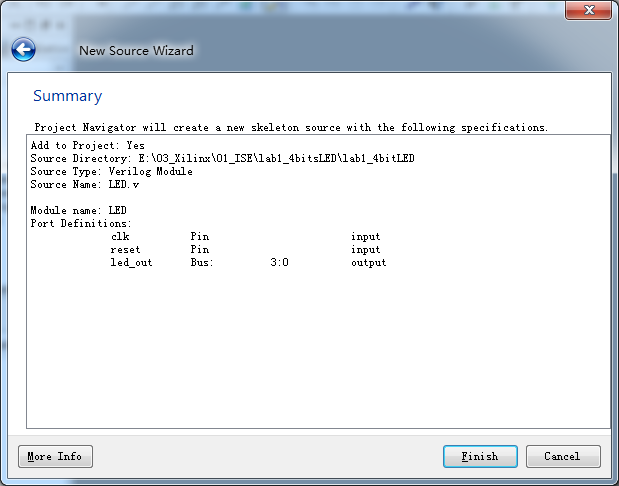 New Source Wizard
Summary
Project Navigator will create a new skeleton source with the following specifications.
Add to Project: Yes
Source Directory: E:\03_Xilinx\01_ISE\lab1_4bitsLED\lab1_4bitLED
Source Type: Verilog Module
Source Name: LED.v
Module name: LED
Port Definitions:
clk Pin input
reset Pin input
led_out Bus: 3:0 output
More Info Finish Cancel